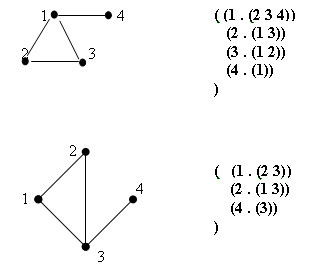 1 4
2 3
( (1 . (2 3 4))
(2 . (1 3))
(3 . (1 2))
(4 . (1))
)
2
1 4
3
( (1 . (2 3))
(2 . (1 3))
(4 . (3))
)